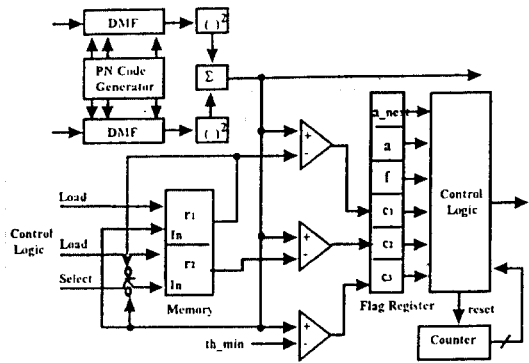 DMF
( )²
PN Code
Generator
Σ
DMF
( )²
a_next
a
f
c₁
c₂
c₃
Control
Logic
+
-
+
-
+
-
Load
Control
Logic
Load
Select
r₁
In
r₂
In
Memory
th_min
Flag Register
reset
Counter